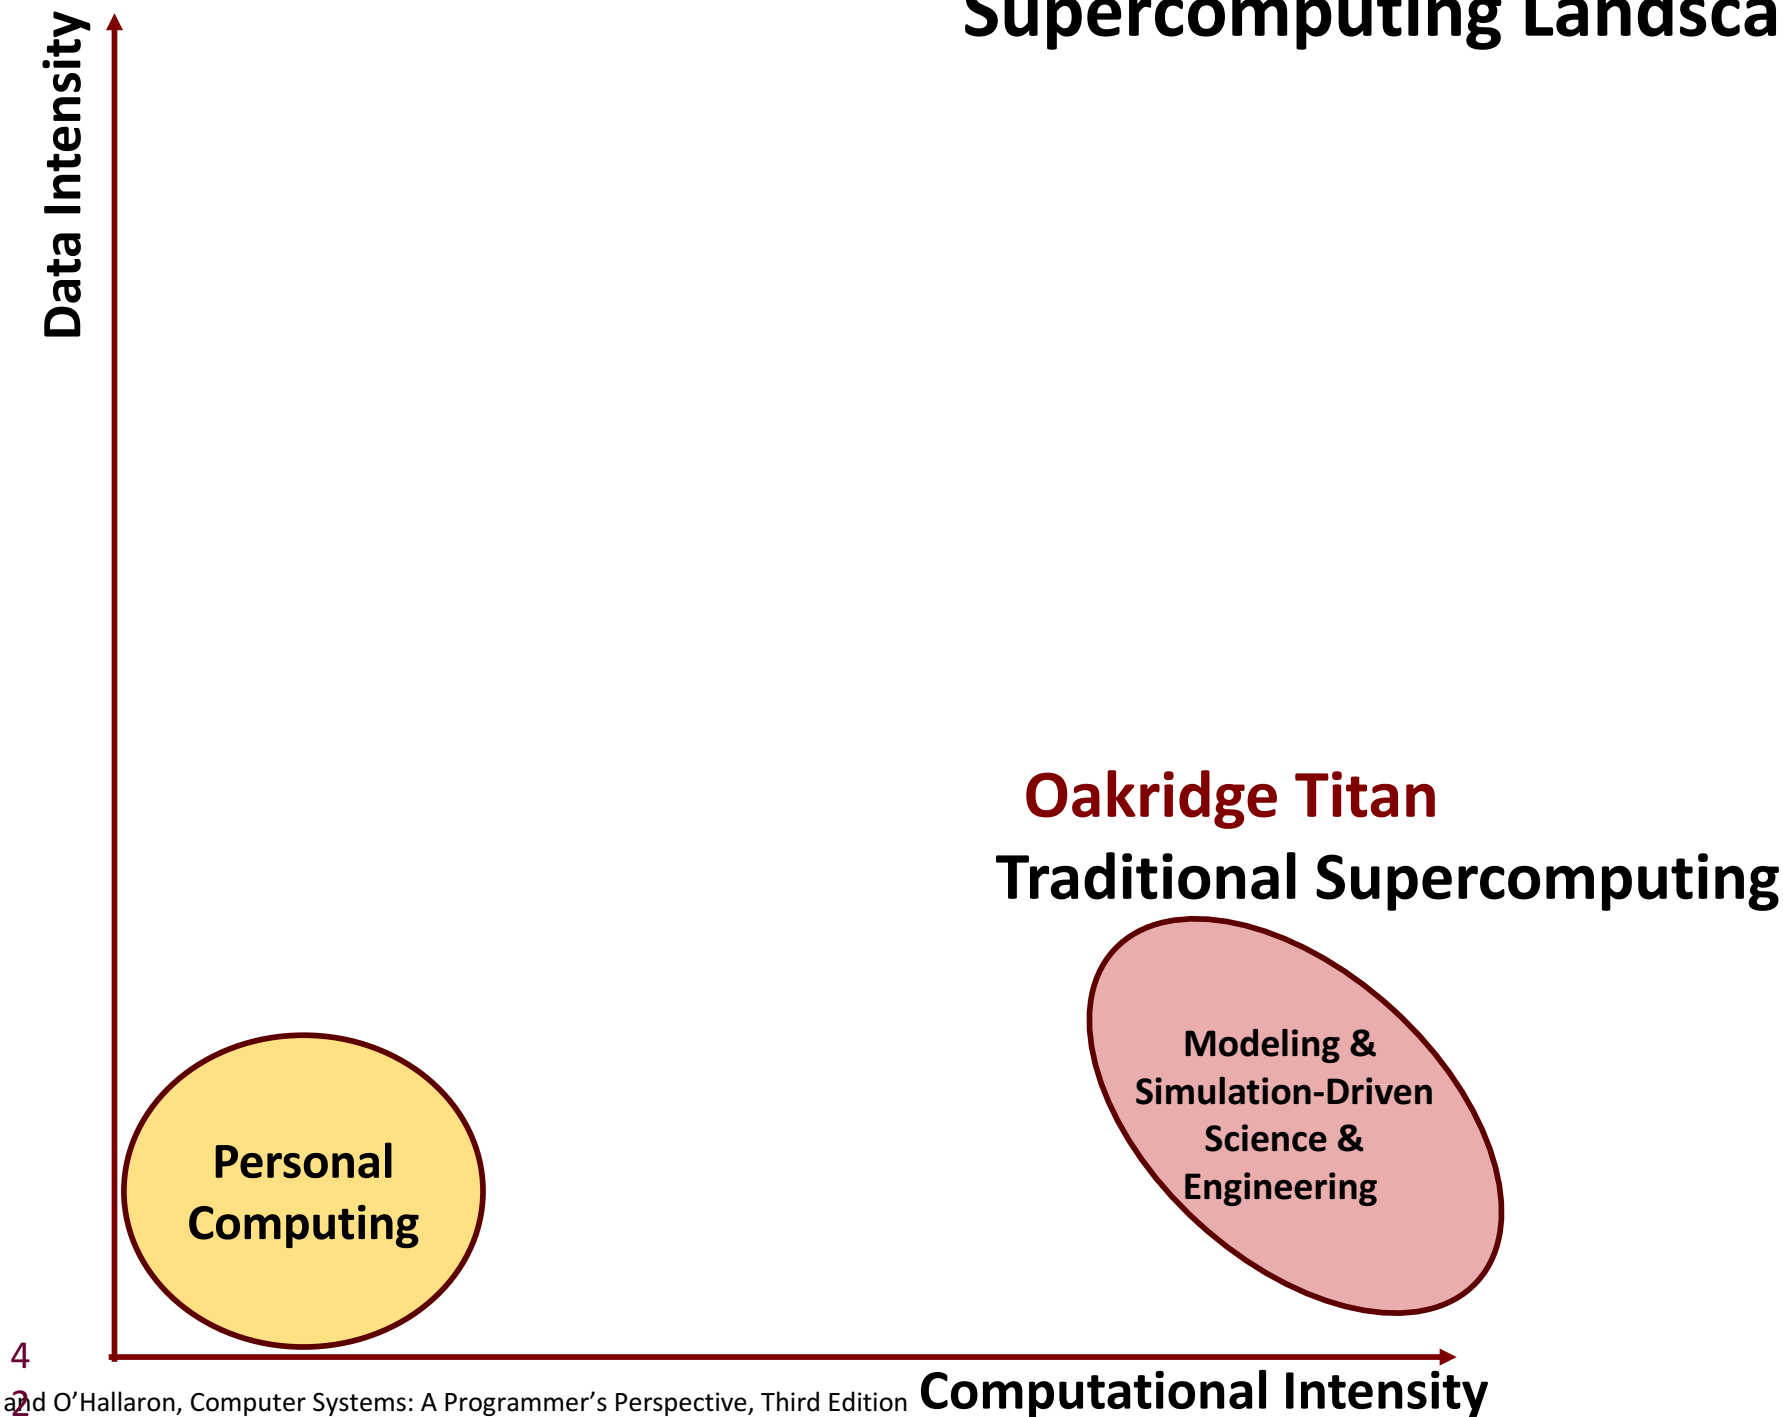 Supercomputing Landsca
Data Intensity
Oakridge Titan
Traditional Supercomputing
Modeling &
Simulation-Driven
Science &
Engineering
Personal
Computing
4
2
and O’Hallaron, Computer Systems: A Programmer’s Perspective, Third Edition
Computational Intensity